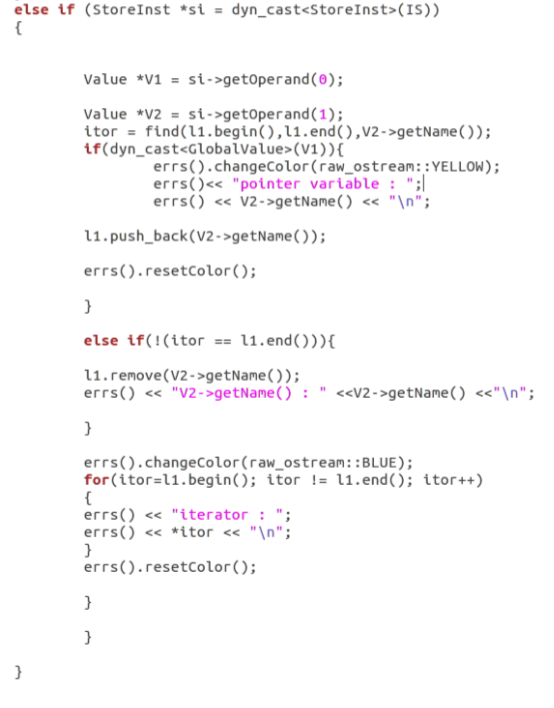 else if (StoreInst *si = dyn_cast<StoreInst>(IS))
{
Value *V1 = si->getOperand(0);
Value *V2 = si->getOperand(1);
itor = find(l1.begin(),l1.end(),V2->getName());
if(dyn_cast<GlobalValue>(V1)){
errs().changeColor(raw_ostream::YELLOW);
errs()<< "pointer variable : ";
errs() << V2->getName() << "\n";
l1.push_back(V2->getName());
errs().resetColor();
}
else if(!(itor == l1.end())){
l1.remove(V2->getName());
errs() << "V2->getName() : " <<V2->getName() <<"\n";
}
errs().changeColor(raw_ostream::BLUE);
for(itor=l1.begin(); itor != l1.end(); itor++)
{
errs() << "iterator : ";
errs() << *itor << "\n";
}
errs().resetColor();
}
}
}